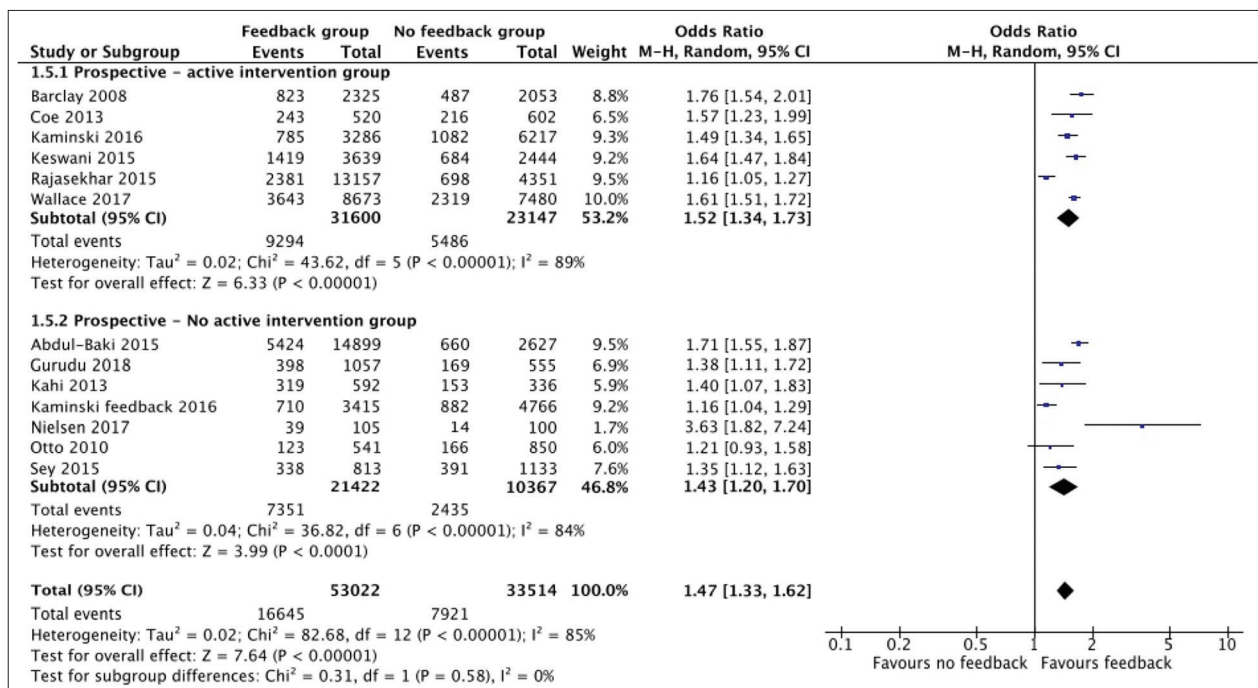 Feedback group No feedback group Odds Ratio Odds Ratio
Study or Subgroup Events Total Events Total Weight M-H, Random, 95% CI M-H, Random, 95% CI
1.5.1 Prospective – active intervention group
Barclay 2008 823 2325 487 2053 8.8% 1.76 [1.54, 2.01]
Coe 2013 243 520 216 602 6.5% 1.57 [1.23, 1.99]
Kaminski 2016 785 3286 1082 6217 9.3% 1.49 [1.34, 1.65]
Keswani 2015 1419 3639 684 2444 9.2% 1.64 [1.47, 1.84]
Rajasekhar 2015 2381 13157 698 4351 9.5% 1.16 [1.05, 1.27]
Wallace 2017 3643 8673 2319 7480 10.0% 1.61 [1.51, 1.72]
Subtotal (95% CI) 31600 23147 53.2% 1.52 [1.34, 1.73]
Total events 9294 5486
Heterogeneity: Tau² = 0.02; Chi² = 43.62, df = 5 (P < 0.00001); I² = 89%
Test for overall effect: Z = 6.33 (P < 0.00001)
1.5.2 Prospective – No active intervention group
Abdul-Baki 2015 5424 14899 660 2627 9.5% 1.71 [1.55, 1.87]
Gurudu 2018 398 1057 169 555 6.9% 1.38 [1.11, 1.72]
Kahi 2013 319 592 153 336 5.9% 1.40 [1.07, 1.83]
Kaminski feedback 2016 710 3415 882 4766 9.2% 1.16 [1.04, 1.29]
Nielsen 2017 39 105 14 100 1.7% 3.63 [1.82, 7.24]
Otto 2010 123 541 166 850 6.0% 1.21 [0.93, 1.58]
Sey 2015 338 813 391 1133 7.6% 1.35 [1.12, 1.63]
Subtotal (95% CI) 21422 10367 46.8% 1.43 [1.20, 1.70]
Total events 7351 2435
Heterogeneity: Tau² = 0.04; Chi² = 36.82, df = 6 (P < 0.00001); I² = 84%
Test for overall effect: Z = 3.99 (P < 0.0001)
Total (95% CI) 53022 33514 100.0% 1.47 [1.33, 1.62]
Total events 16645 7921
Heterogeneity: Tau² = 0.02; Chi² = 82.68, df = 12 (P < 0.00001); I² = 85%
Test for overall effect: Z = 7.64 (P < 0.00001)
Test for subgroup differences: Chi² = 0.31, df = 1 (P = 0.58), I² = 0%
0.1 0.2 0.5 1 2 5 10
Favours no feedback Favours feedback